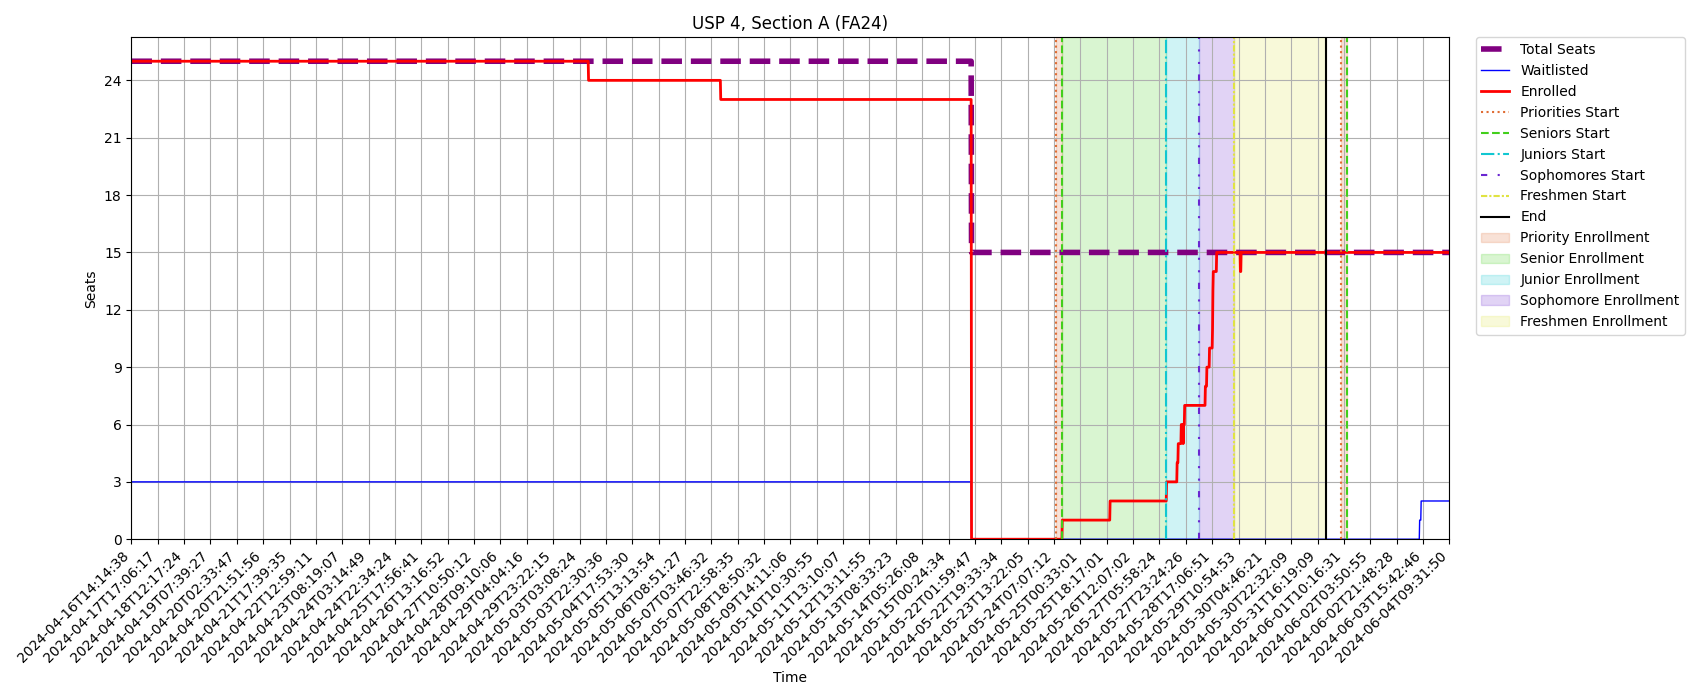 USP 4, Section A (FA24)
Seats
24
21
18
15
12
9
6
3
0
2024-04-16T14:14:38
2024-04-17T17:06:17
2024-04-18T12:17:24
2024-04-19T07:39:27
2024-04-20T02:33:47
2024-04-20T21:51:56
2024-04-21T17:39:35
2024-04-22T12:59:11
2024-04-23T08:19:07
2024-04-24T03:14:49
2024-04-24T22:34:24
2024-04-25T17:56:41
2024-04-26T13:16:52
2024-04-27T10:50:12
2024-04-29T09:10:06
2024-04-29T04:04:16
2024-04-29T23:22:15
2024-05-03T03:08:24
2024-05-03T22:30:36
2024-05-04T17:53:30
2024-05-05T13:13:54
2024-05-06T08:51:27
2024-05-07T03:46:32
2024-05-07T22:58:35
2024-05-08T18:50:32
2024-05-09T14:11:06
2024-05-10T10:30:55
2024-05-11T13:10:07
2024-05-12T13:11:55
2024-05-13T08:33:23
2024-05-14T05:26:08
2024-05-15T00:24:34
2024-05-22T01:59:47
2024-05-22T19:33:34
2024-05-23T13:22:05
2024-05-24T07:07:12
2024-05-25T00:33:01
2024-05-25T18:17:01
2024-05-26T12:07:02
2024-05-27T05:58:24
2024-05-27T23:24:26
2024-05-28T17:06:51
2024-05-29T10:54:53
2024-05-30T04:46:21
2024-05-30T22:32:09
2024-05-31T16:19:09
2024-06-01T10:16:31
2024-06-02T03:50:55
2024-06-02T21:48:28
2024-06-03T15:42:46
2024-06-04T09:31:50
Time
Total Seats
Waitlisted
Enrolled
Priorities Start
Seniors Start
Juniors Start
Sophomores Start
Freshmen Start
End
Priority Enrollment
Senior Enrollment
Junior Enrollment
Sophomore Enrollment
Freshmen Enrollment